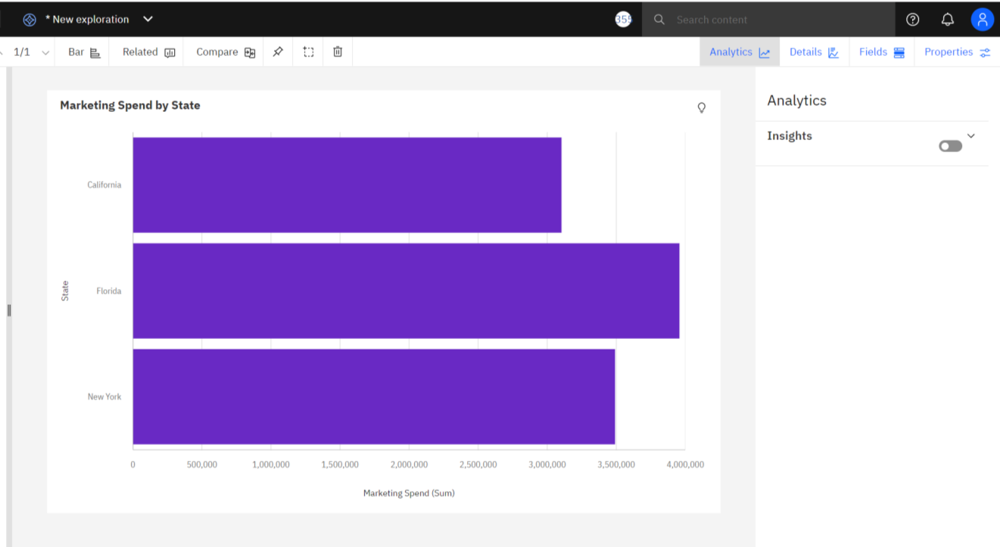 * New exploration
355
Search content
1/1
Bar
Related
Compare
Analytics
Details
Fields
Properties
Marketing Spend by State
Analytics
Insights
California
Florida
New York
State
0 500,000 1,000,000 1,500,000 2,000,000 2,500,000 3,000,000 3,500,000 4,000,000
Marketing Spend (Sum)